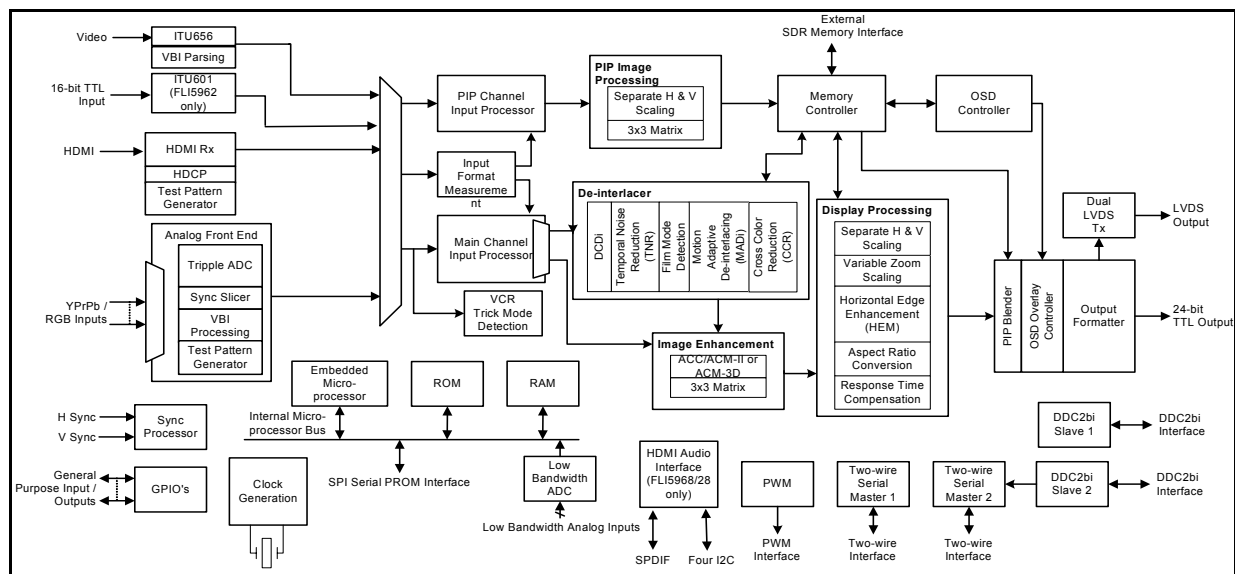 Video
ITU656
VBI Parsing
16-bit TTL
Input
ITU601
(FLI5962
only)
HDMI
HDMI Rx
HDCP
Test Pattern
Generator
Analog Front End
Tripple ADC
Sync Slicer
VBI
Processing
Test Pattern
Generator
YPrPb /
RGB Inputs
PIP Channel
Input Processor
Input
Format
Measureme
nt
Main Channel
Input Processor
VCR
Trick Mode
Detection
PIP Image
Processing
Separate H & V
Scaling
3x3 Matrix
External
SDR Memory Interface
Memory
Controller
OSD
Controller
De-interlacer
DCDi
Temporal Noise
Reduction
(TNR)
Film Mode
Detection
Motion
Adaptive
De-interlacing
(MADi)
Cross Color
Reduction
(CCR)
Image Enhancement
ACC/ACM-II or
ACM-3D
3x3 Matrix
Display Processing
Separate H & V
Scaling
Variable Zoom
Scaling
Horizontal Edge
Enhancement
(HEM)
Aspect Ratio
Conversion
Response Time
Compensation
PIP Blender
OSD Overlay
Controller
Output
Formatter
Dual
LVDS
Tx
LVDS
Output
24-bit
TTL Output
Embedded
Micro-
processor
ROM
RAM
Internal Micro-
processor Bus
SPI Serial PROM Interface
Low
Bandwidth
ADC
Low Bandwidth Analog Inputs
H Sync
V Sync
Sync
Processor
General
Purpose Input /
Outputs
GPIO's
Clock
Generation
HDMI Audio
Interface
(FLI5968/28
only)
SPDIF
Four I2C
PWM
PWM
Interface
Two-wire
Serial
Master 1
Two-wire
Interface
Two-wire
Serial
Master 2
Two-wire
Interface
DDC2bi
Slave 1
DDC2bi
Interface
DDC2bi
Slave 2
DDC2bi
Interface